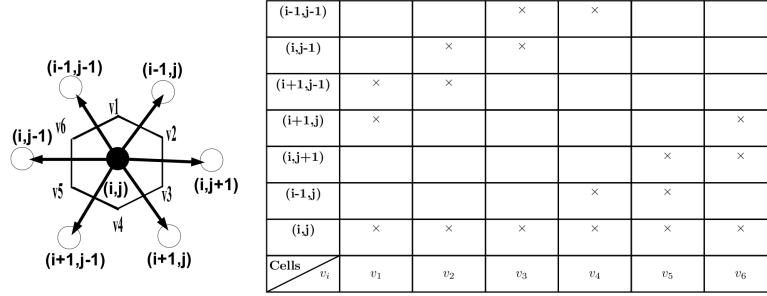 (i-1,j-1)
(i-1,j)
v1
v6
v2
(i,j-1)
(i,j)
(i,j+1)
v5
v3
v4
(i+1,j-1)
(i+1,j)
(i-1,j-1) × ×
(i,j-1) × ×
(i+1,j-1) × ×
(i+1,j) × ×
(i,j+1) × ×
(i-1,j) × ×
(i,j) × × × × × ×
Cells vᵢ v₁ v₂ v₃ v₄ v₅ v₆